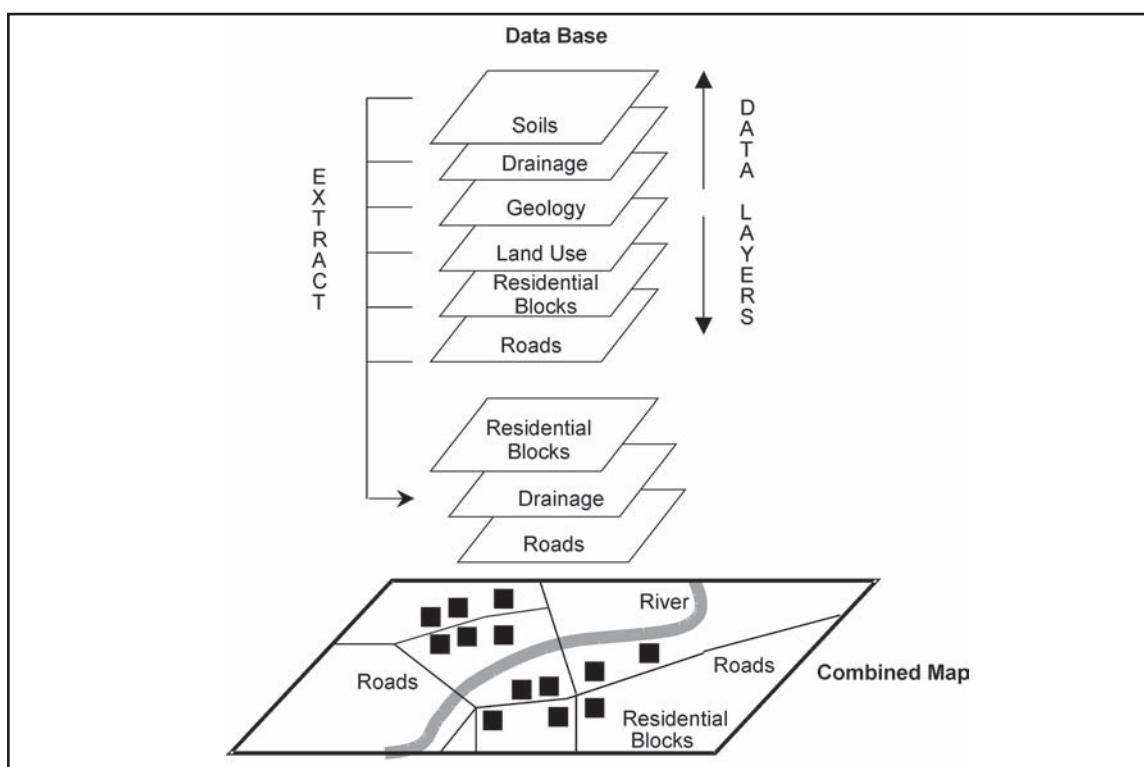 Data Base
Soils
Drainage
Geology
Land Use
Residential
Blocks
Roads
EXTRACT
DATA LAYERS
Residential
Blocks
Drainage
Roads
River
Roads
Roads
Combined Map
Residential
Blocks